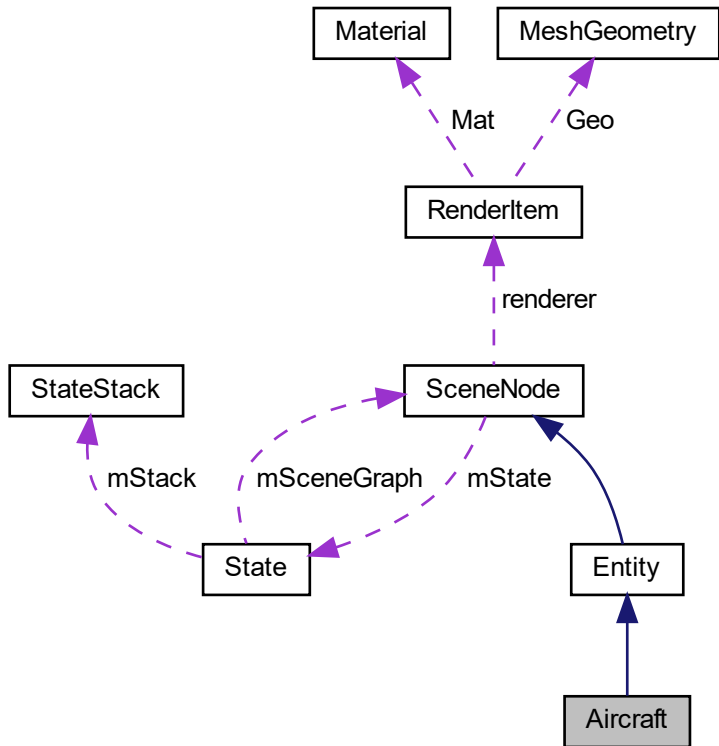 Material
MeshGeometry
Mat
Geo
RenderItem
renderer
StateStack
SceneNode
mStack
mSceneGraph
mState
State
Entity
Aircraft